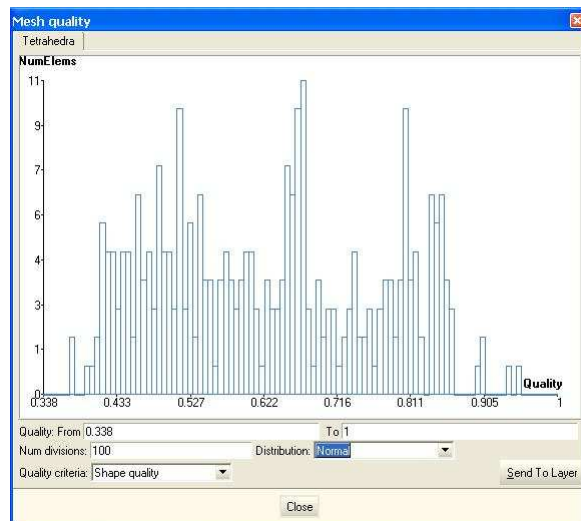 Mesh quality
Tetrahedra
NumElems
11
9
7
6
4
3
1
0
0.338 0.433 0.527 0.622 0.716 0.811 0.905 1
Quality
Quality: From 0.338 To 1
Num divisions: 100 Distribution: Normal
Quality criteria: Shape quality Send To Layer
Close